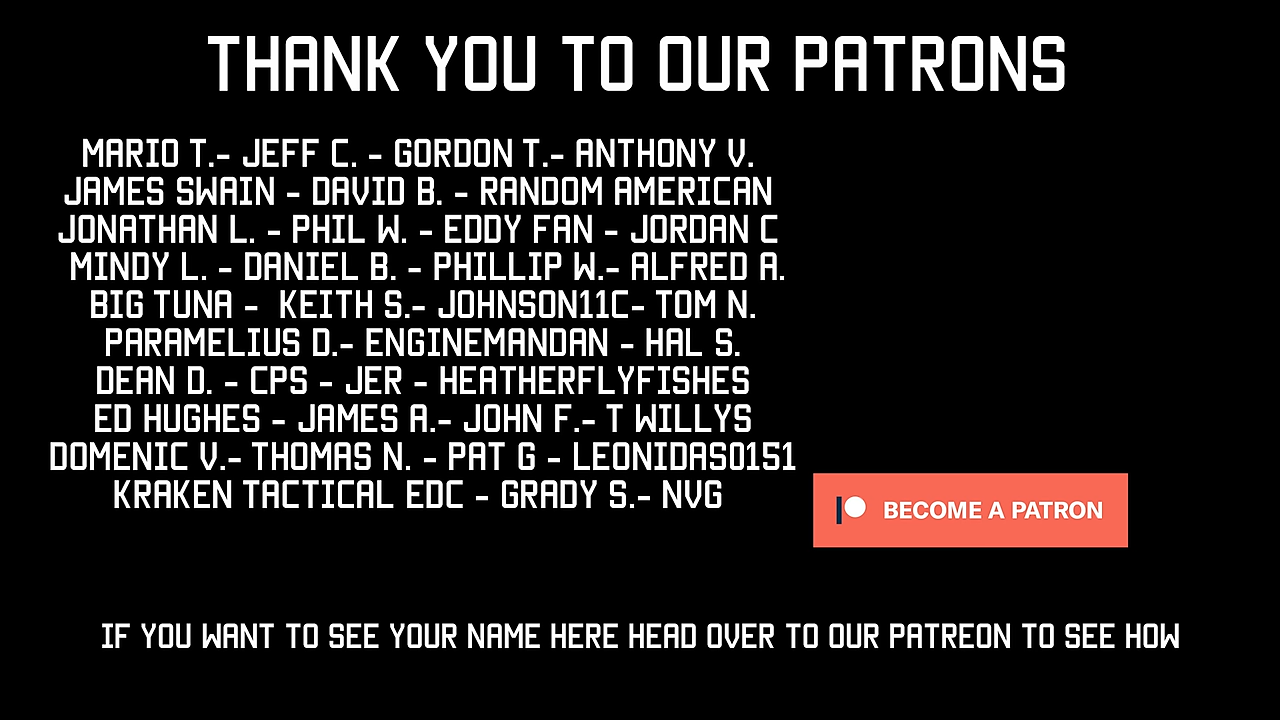 THANK YOU TO OUR PATRONS
MARIO T.- JEFF C. - GORDON T.- ANTHONY V.
JAMES SWAIN - DAVID B. - RANDOM AMERICAN
JONATHAN L. - PHIL W. - EDDY FAN - JORDAN C
MINDY L. - DANIEL B. - PHILLIP W.- ALFRED A.
BIG TUNA -  KEITH S.- JOHNSON11C- TOM N.
PARAMELIUS D.- ENGINEMANDAN - HAL S.
DEAN D. - CPS - JER - HEATHERFLYFISHES
ED HUGHES - JAMES A.- JOHN F.- T WILLYS
DOMENIC V.- THOMAS N. - PAT G - LEONIDAS0151
KRAKEN TACTICAL EDC - GRADY S.- NVG
BECOME A PATRON
IF YOU WANT TO SEE YOUR NAME HERE HEAD OVER TO OUR PATREON TO SEE HOW